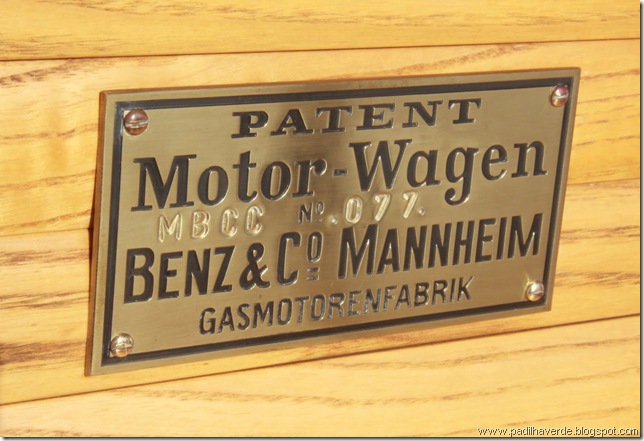 PATENT
Motor-Wagen
MBCC No. 077.
BENZ & Co MANNHEIM
GASMOTORENFABRIK
www.padilhaverde.blogspot.com